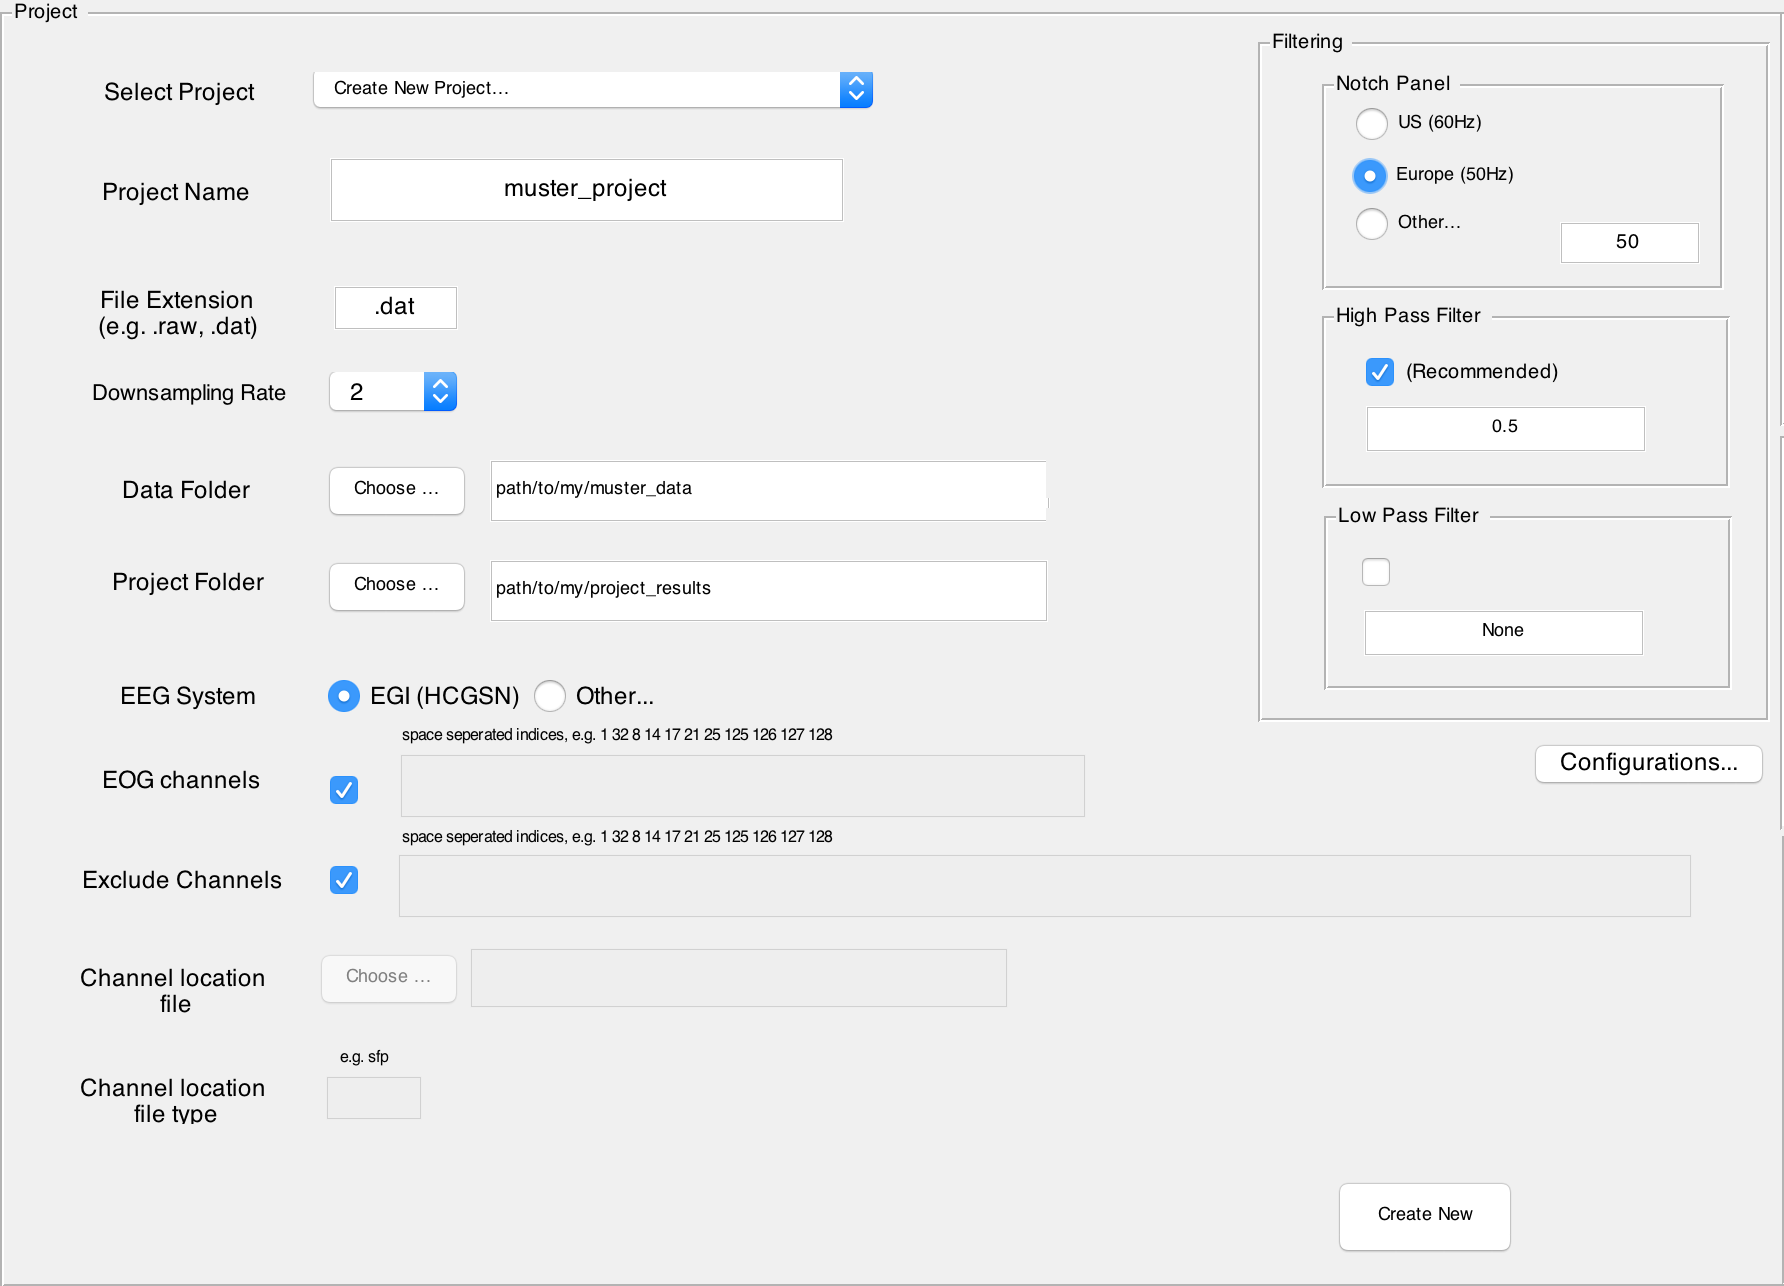 Project
Select Project
Create New Project...
Project Name
muster_project
File Extension
(e.g. .raw, .dat)
.dat
Downsampling Rate
2
Data Folder
Choose ...
path/to/my/muster_data
Project Folder
Choose ...
path/to/my/project_results
EEG System
EGI (HCGSN)
Other...
space seperated indices, e.g. 1 32 8 14 17 21 25 125 126 127 128
EOG channels
space seperated indices, e.g. 1 32 8 14 17 21 25 125 126 127 128
Exclude Channels
Channel location
file
Choose ...
e.g. sfp
Channel location
file type
Filtering
Notch Panel
US (60Hz)
Europe (50Hz)
Other...
50
High Pass Filter
(Recommended)
0.5
Low Pass Filter
None
Configurations...
Create New